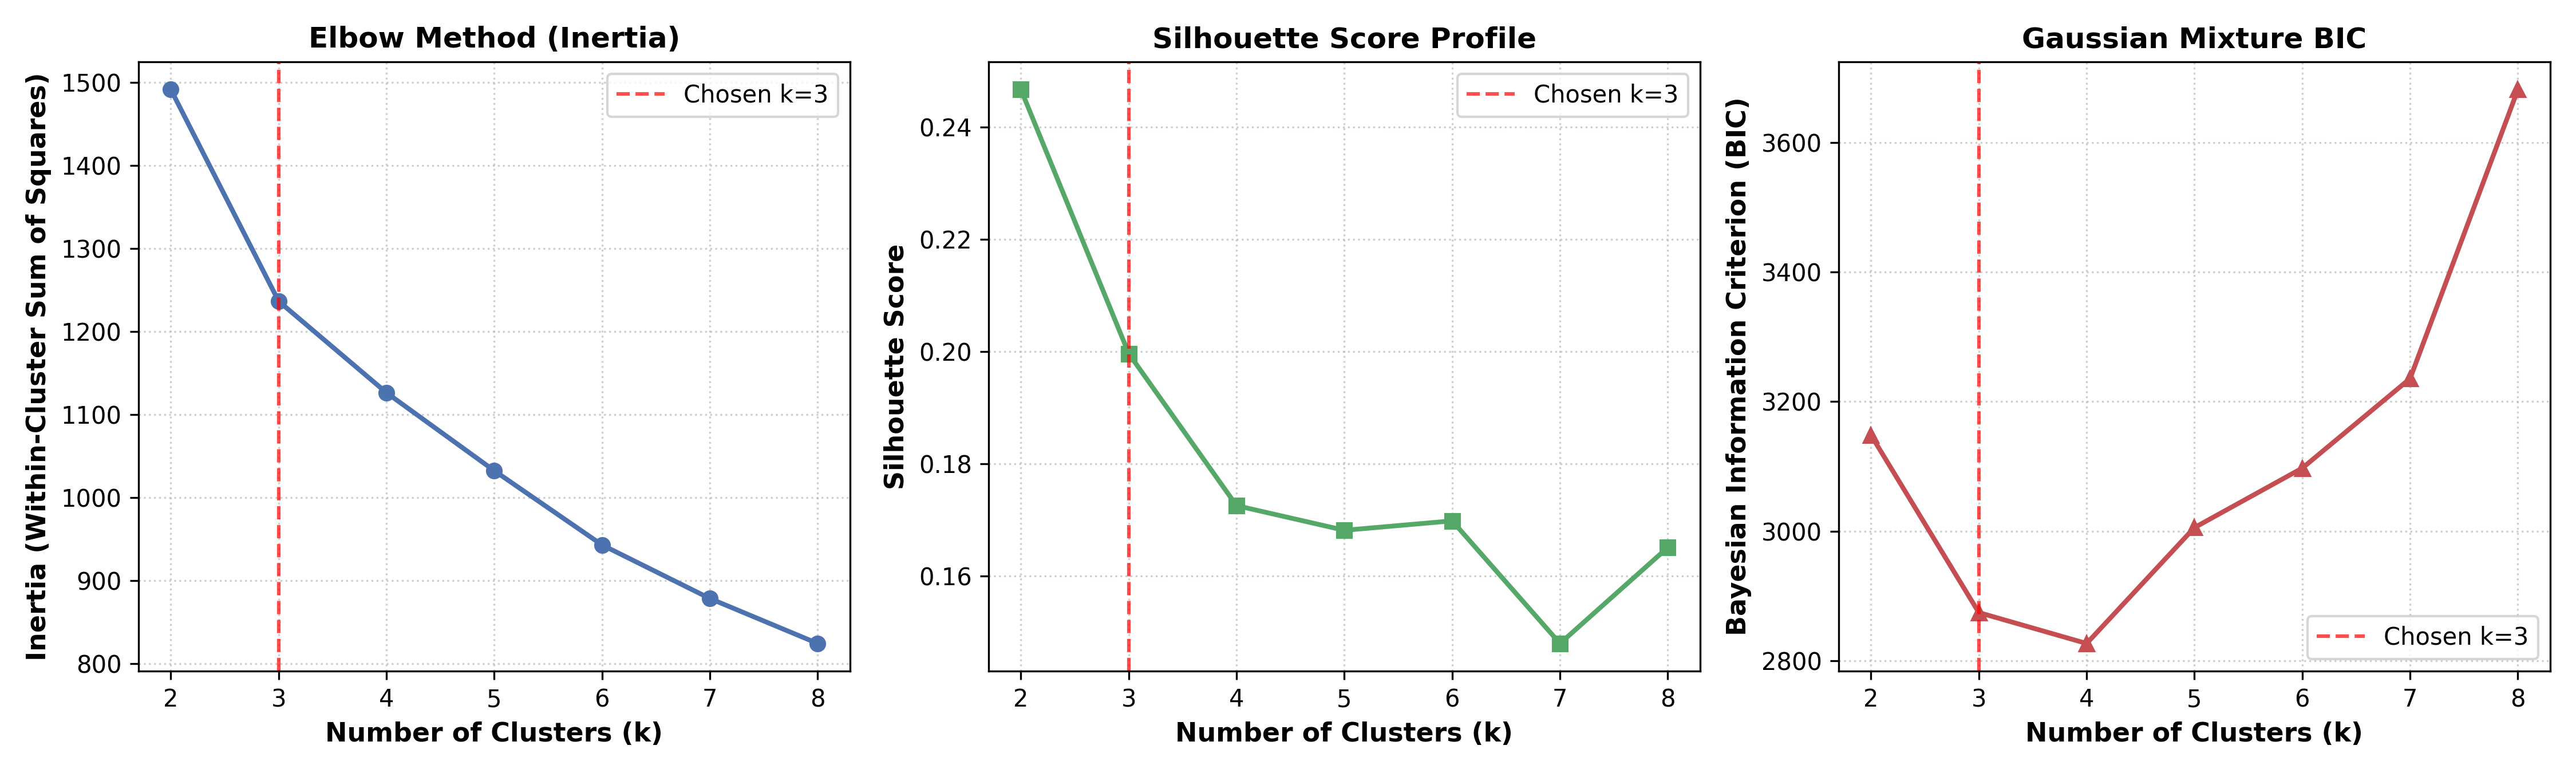 Elbow Method (Inertia)
Inertia (Within-Cluster Sum of Squares)
1500
1400
1300
1200
1100
1000
900
800
Chosen k=3
2 3 4 5 6 7 8
Number of Clusters (k)
Silhouette Score Profile
Silhouette Score
0.24
0.22
0.20
0.18
0.16
Chosen k=3
2 3 4 5 6 7 8
Number of Clusters (k)
Gaussian Mixture BIC
Bayesian Information Criterion (BIC)
3600
3400
3200
3000
2800
Chosen k=3
2 3 4 5 6 7 8
Number of Clusters (k)